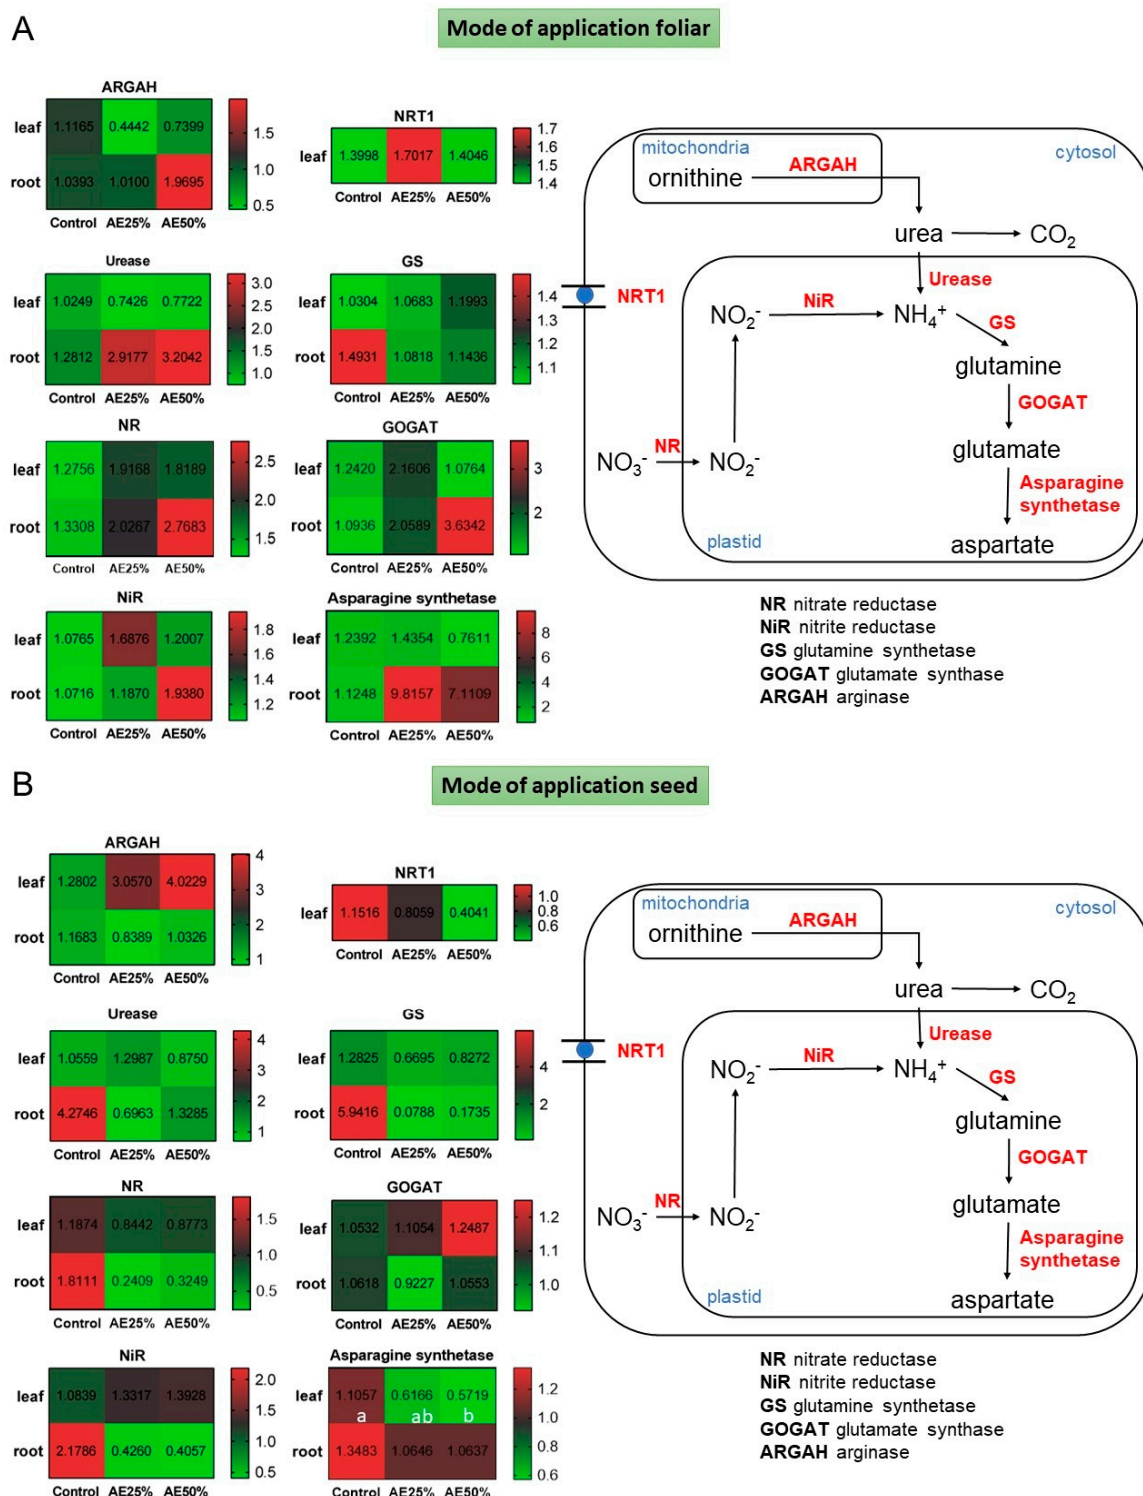 A
Mode of application foliar
ARGAH
leaf 1.1165 0.4442 0.7399
root 1.0393 1.0100 1.9695
Control AE25% AE50%
1.5
1.0
0.5
NRT1
leaf 1.3998 1.7017 1.4046
Control AE25% AE50%
1.7
1.6
1.5
1.4
Urease
leaf 1.0249 0.7426 0.7722
root 1.2812 2.9177 3.2042
Control AE25% AE50%
3.0
2.5
2.0
1.5
1.0
GS
leaf 1.0304 1.0683 1.1993
root 1.4931 1.0818 1.1436
Control AE25% AE50%
1.4
1.3
1.2
1.1
NR
leaf 1.2756 1.9168 1.8189
root 1.3308 2.0267 2.7683
Control AE25% AE50%
2.5
2.0
1.5
GOGAT
leaf 1.2420 2.1606 1.0764
root 1.0936 2.0589 3.6342
Control AE25% AE50%
3
2
NiR
leaf 1.0765 1.6876 1.2007
root 1.0716 1.1870 1.9380
Control AE25% AE50%
1.8
1.6
1.4
1.2
Asparagine synthetase
leaf 1.2392 1.4354 0.7611
root 1.1248 9.8157 7.1109
Control AE25% AE50%
8
6
4
2
mitochondria
cytosol
ornithine ARGAH
urea CO2
NRT1
Urease
NO2- NiR NH4+
GS
glutamine
GOGAT
NO3- NR NO2-
glutamate
Asparagine
synthetase
plastid
aspartate
NR nitrate reductase
NiR nitrite reductase
GS glutamine synthetase
GOGAT glutamate synthase
ARGAH arginase
B
Mode of application seed
ARGAH
leaf 1.2802 3.0570 4.0229
root 1.1683 0.8389 1.0326
Control AE25% AE50%
4
3
2
1
NRT1
leaf 1.1516 0.8059 0.4041
Control AE25% AE50%
1.0
0.8
0.6
Urease
leaf 1.0559 1.2987 0.8750
root 4.2746 0.6963 1.3285
Control AE25% AE50%
4
3
2
1
GS
leaf 1.2825 0.6695 0.8272
root 5.9416 0.0788 0.1735
Control AE25% AE50%
4
2
NR
leaf 1.1874 0.8442 0.8773
root 1.8111 0.2409 0.3249
Control AE25% AE50%
1.5
1.0
0.5
GOGAT
leaf 1.0532 1.1054 1.2487
root 1.0618 0.9227 1.0553
Control AE25% AE50%
1.2
1.1
1.0
NiR
leaf 1.0839 1.3317 1.3928
root 2.1786 0.4260 0.4057
Control AE25% AE50%
2.0
1.5
1.0
0.5
Asparagine synthetase
leaf 1.1057 0.6166 0.5719
a ab b
root 1.3483 1.0646 1.0637
Control AE25% AE50%
1.2
1.0
0.8
0.6
mitochondria
cytosol
ornithine ARGAH
urea CO2
NRT1
Urease
NO2- NiR NH4+
GS
glutamine
GOGAT
NO3- NR NO2-
glutamate
Asparagine
synthetase
plastid
aspartate
NR nitrate reductase
NiR nitrite reductase
GS glutamine synthetase
GOGAT glutamate synthase
ARGAH arginase